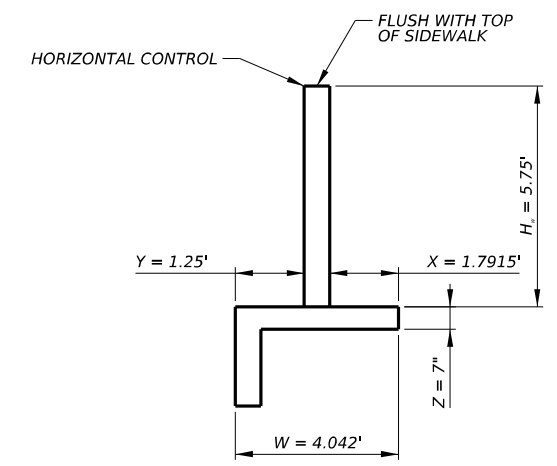 FLUSH WITH TOP
OF SIDEWALK
HORIZONTAL CONTROL
Hw = 5.75'
Y = 1.25'
X = 1.7915'
Z = 7"
W = 4.042'